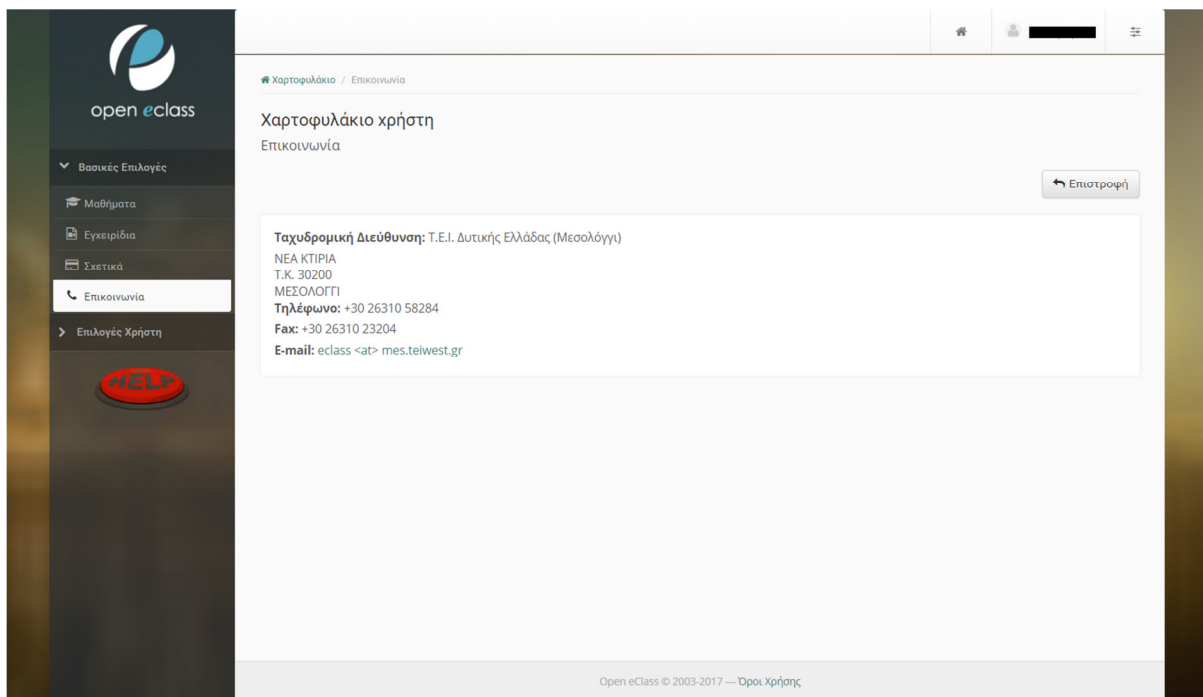 open eclass
Βασικές Επιλογές
Μαθήματα
Εγχειρίδια
Σχετικά
Επικοινωνία
Επιλογές Χρήστη
HELP
Χαρτοφυλάκιο / Επικοινωνία
Χαρτοφυλάκιο χρήστη
Επικοινωνία
Επιστροφή
Ταχυδρομική Διεύθυνση: Τ.Ε.Ι. Δυτικής Ελλάδας (Μεσολόγγι)
ΝΕΑ ΚΤΙΡΙΑ
Τ.Κ. 30200
ΜΕΣΟΛΟΓΓΙ
Τηλέφωνο: +30 26310 58284
Fax: +30 26310 23204
E-mail: eclass <at> mes.teiwest.gr
Open eClass © 2003-2017 — Όροι Χρήσης